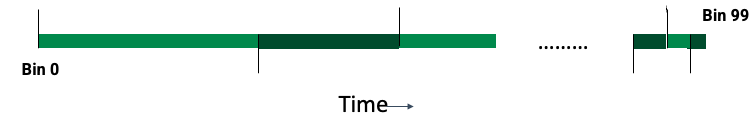 Bin 99
.........
Bin 0
Time